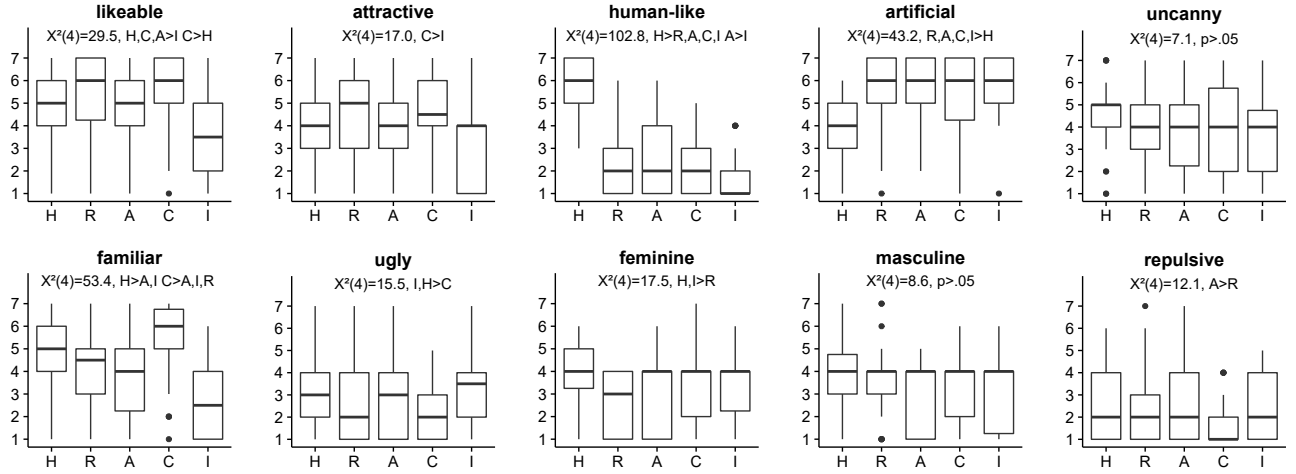 likeable
X²(4)=29.5, H,C,A>I C>H
7
6
5
4
3
2
1
H R A C I
attractive
X²(4)=17.0, C>I
7
6
5
4
3
2
1
H R A C I
human-like
X²(4)=102.8, H>R,A,C,I A>I
7
6
5
4
3
2
1
H R A C I
artificial
X²(4)=43.2, R,A,C,I>H
7
6
5
4
3
2
1
H R A C I
uncanny
X²(4)=7.1, p>.05
7
6
5
4
3
2
1
H R A C I
familiar
X²(4)=53.4, H>A,I C>A,I,R
7
6
5
4
3
2
1
H R A C I
ugly
X²(4)=15.5, I,H>C
7
6
5
4
3
2
1
H R A C I
feminine
X²(4)=17.5, H,I>R
7
6
5
4
3
2
1
H R A C I
masculine
X²(4)=8.6, p>.05
7
6
5
4
3
2
1
H R A C I
repulsive
X²(4)=12.1, A>R
7
6
5
4
3
2
1
H R A C I